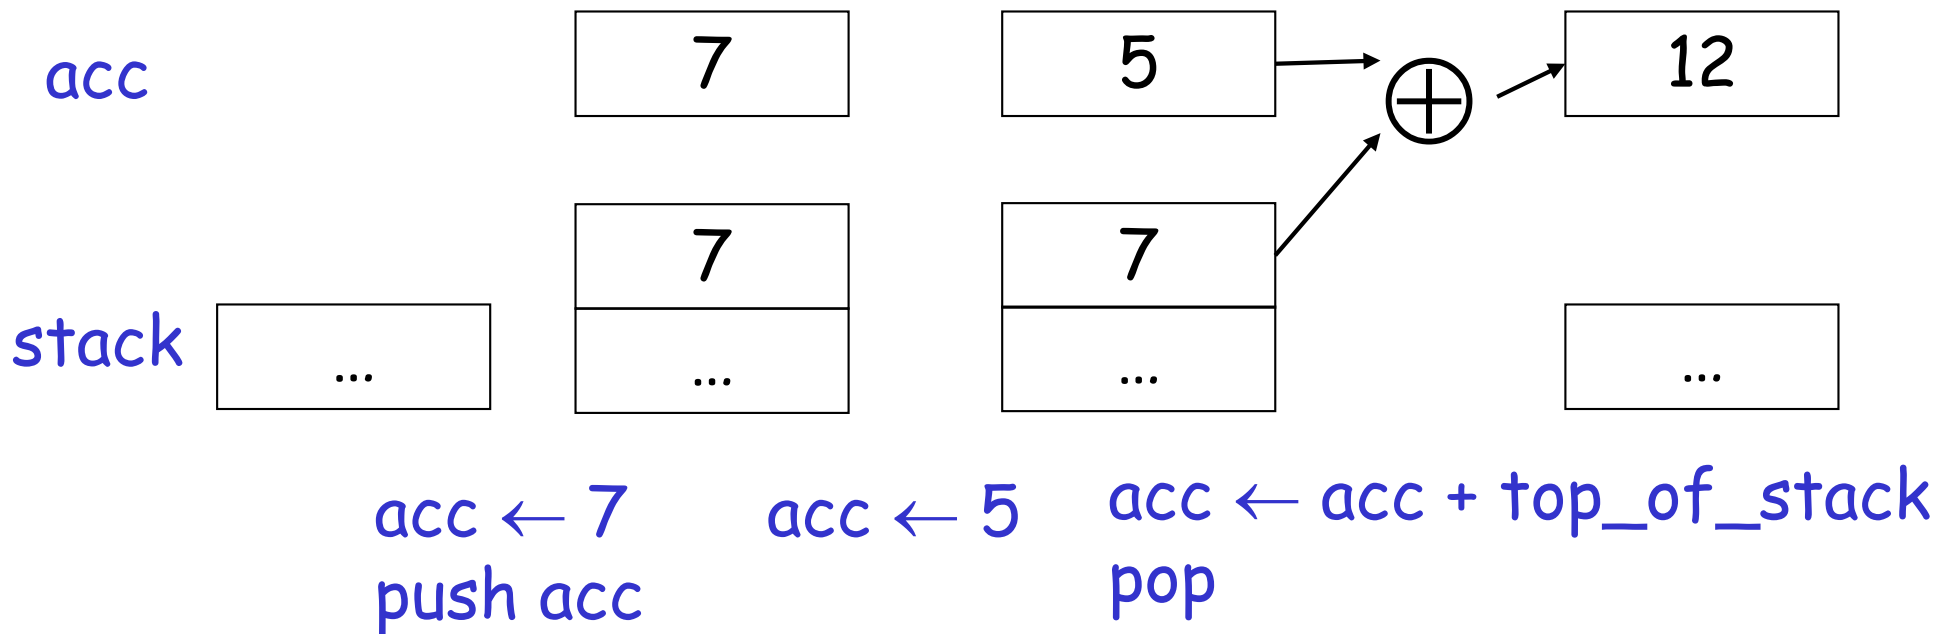 acc 7 5 12
7 7
stack ... ... ... ...
acc ← 7 acc ← 5 acc ← acc + top_of_stack
push acc pop